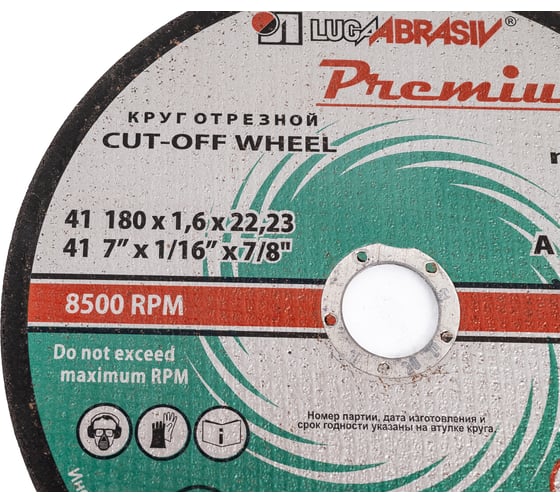 LUGAABRASIV®
Premiu
КРУГ ОТРЕЗНОЙ
CUT-OFF WHEEL
41 180 x 1,6 x 22,23
41 7” x 1/16” x 7/8"
A
8500 RPM
Do not exceed
maximum RPM
Номер партии, дата изготовления и
срок годности указаны на втулке круга.